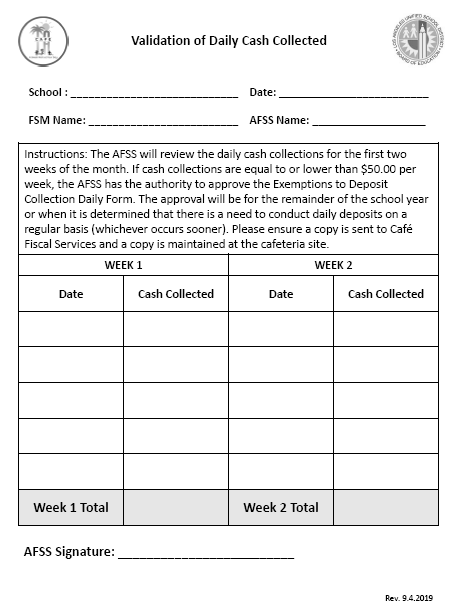 Validation of Daily Cash Collected
LOS ANGELES UNIFIED SCHOOL DISTRICT
BOARD OF EDUCATION
School : ____________________________ Date: _________________________
FSM Name: _________________________ AFSS Name: ___________________
Instructions: The AFSS will review the daily cash collections for the first two
weeks of the month. If cash collections are equal to or lower than $50.00 per
week, the AFSS has the authority to approve the Exemptions to Deposit
Collection Daily Form. The approval will be for the remainder of the school year
or when it is determined that there is a need to conduct daily deposits on a
regular basis (whichever occurs sooner). Please ensure a copy is sent to Café
Fiscal Services and a copy is maintained at the cafeteria site.
WEEK 1 WEEK 2
Date Cash Collected Date Cash Collected
Week 1 Total Week 2 Total
AFSS Signature: _________________________
Rev. 9.4.2019